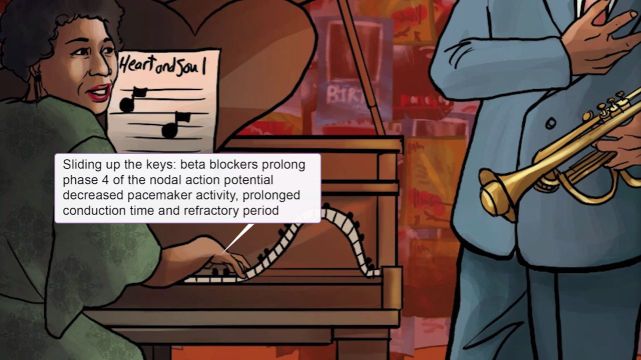 Heart and Soul
BIRT
Sliding up the keys: beta blockers prolong
phase 4 of the nodal action potential
decreased pacemaker activity, prolonged
conduction time and refractory period